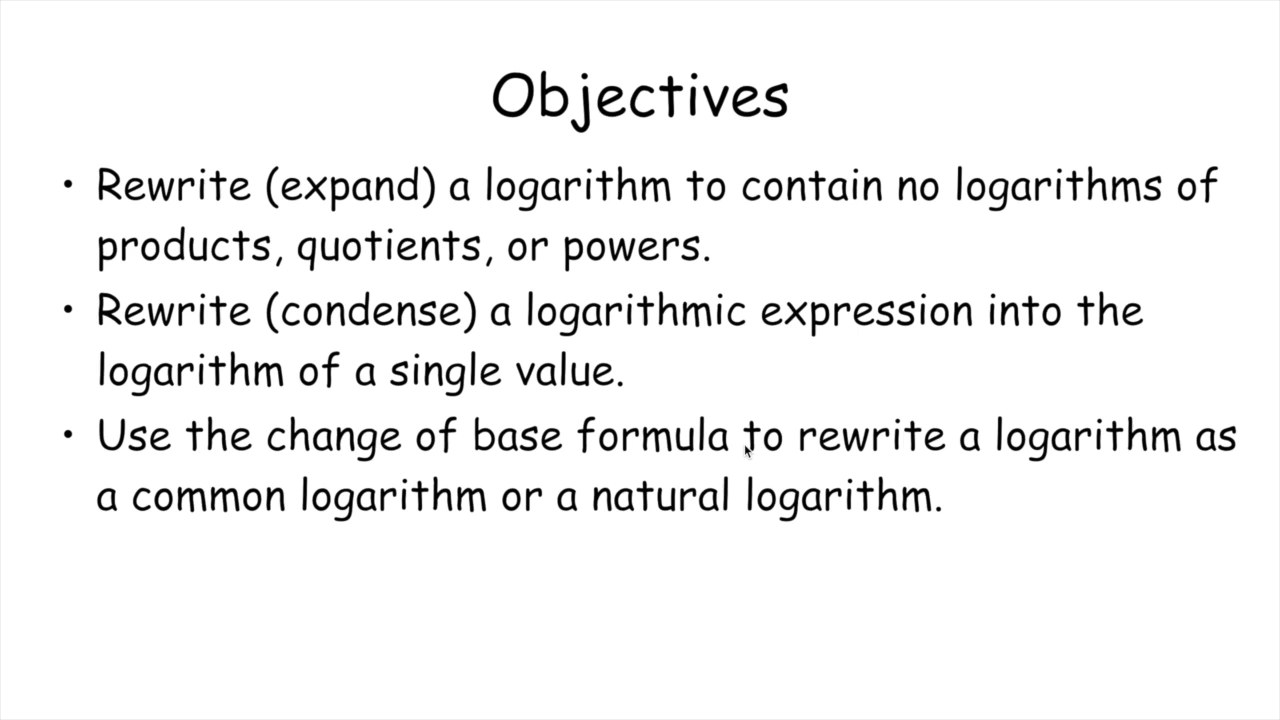 Objectives
• Rewrite (expand) a logarithm to contain no logarithms of
products, quotients, or powers.
• Rewrite (condense) a logarithmic expression into the
logarithm of a single value.
• Use the change of base formula to rewrite a logarithm as
a common logarithm or a natural logarithm.